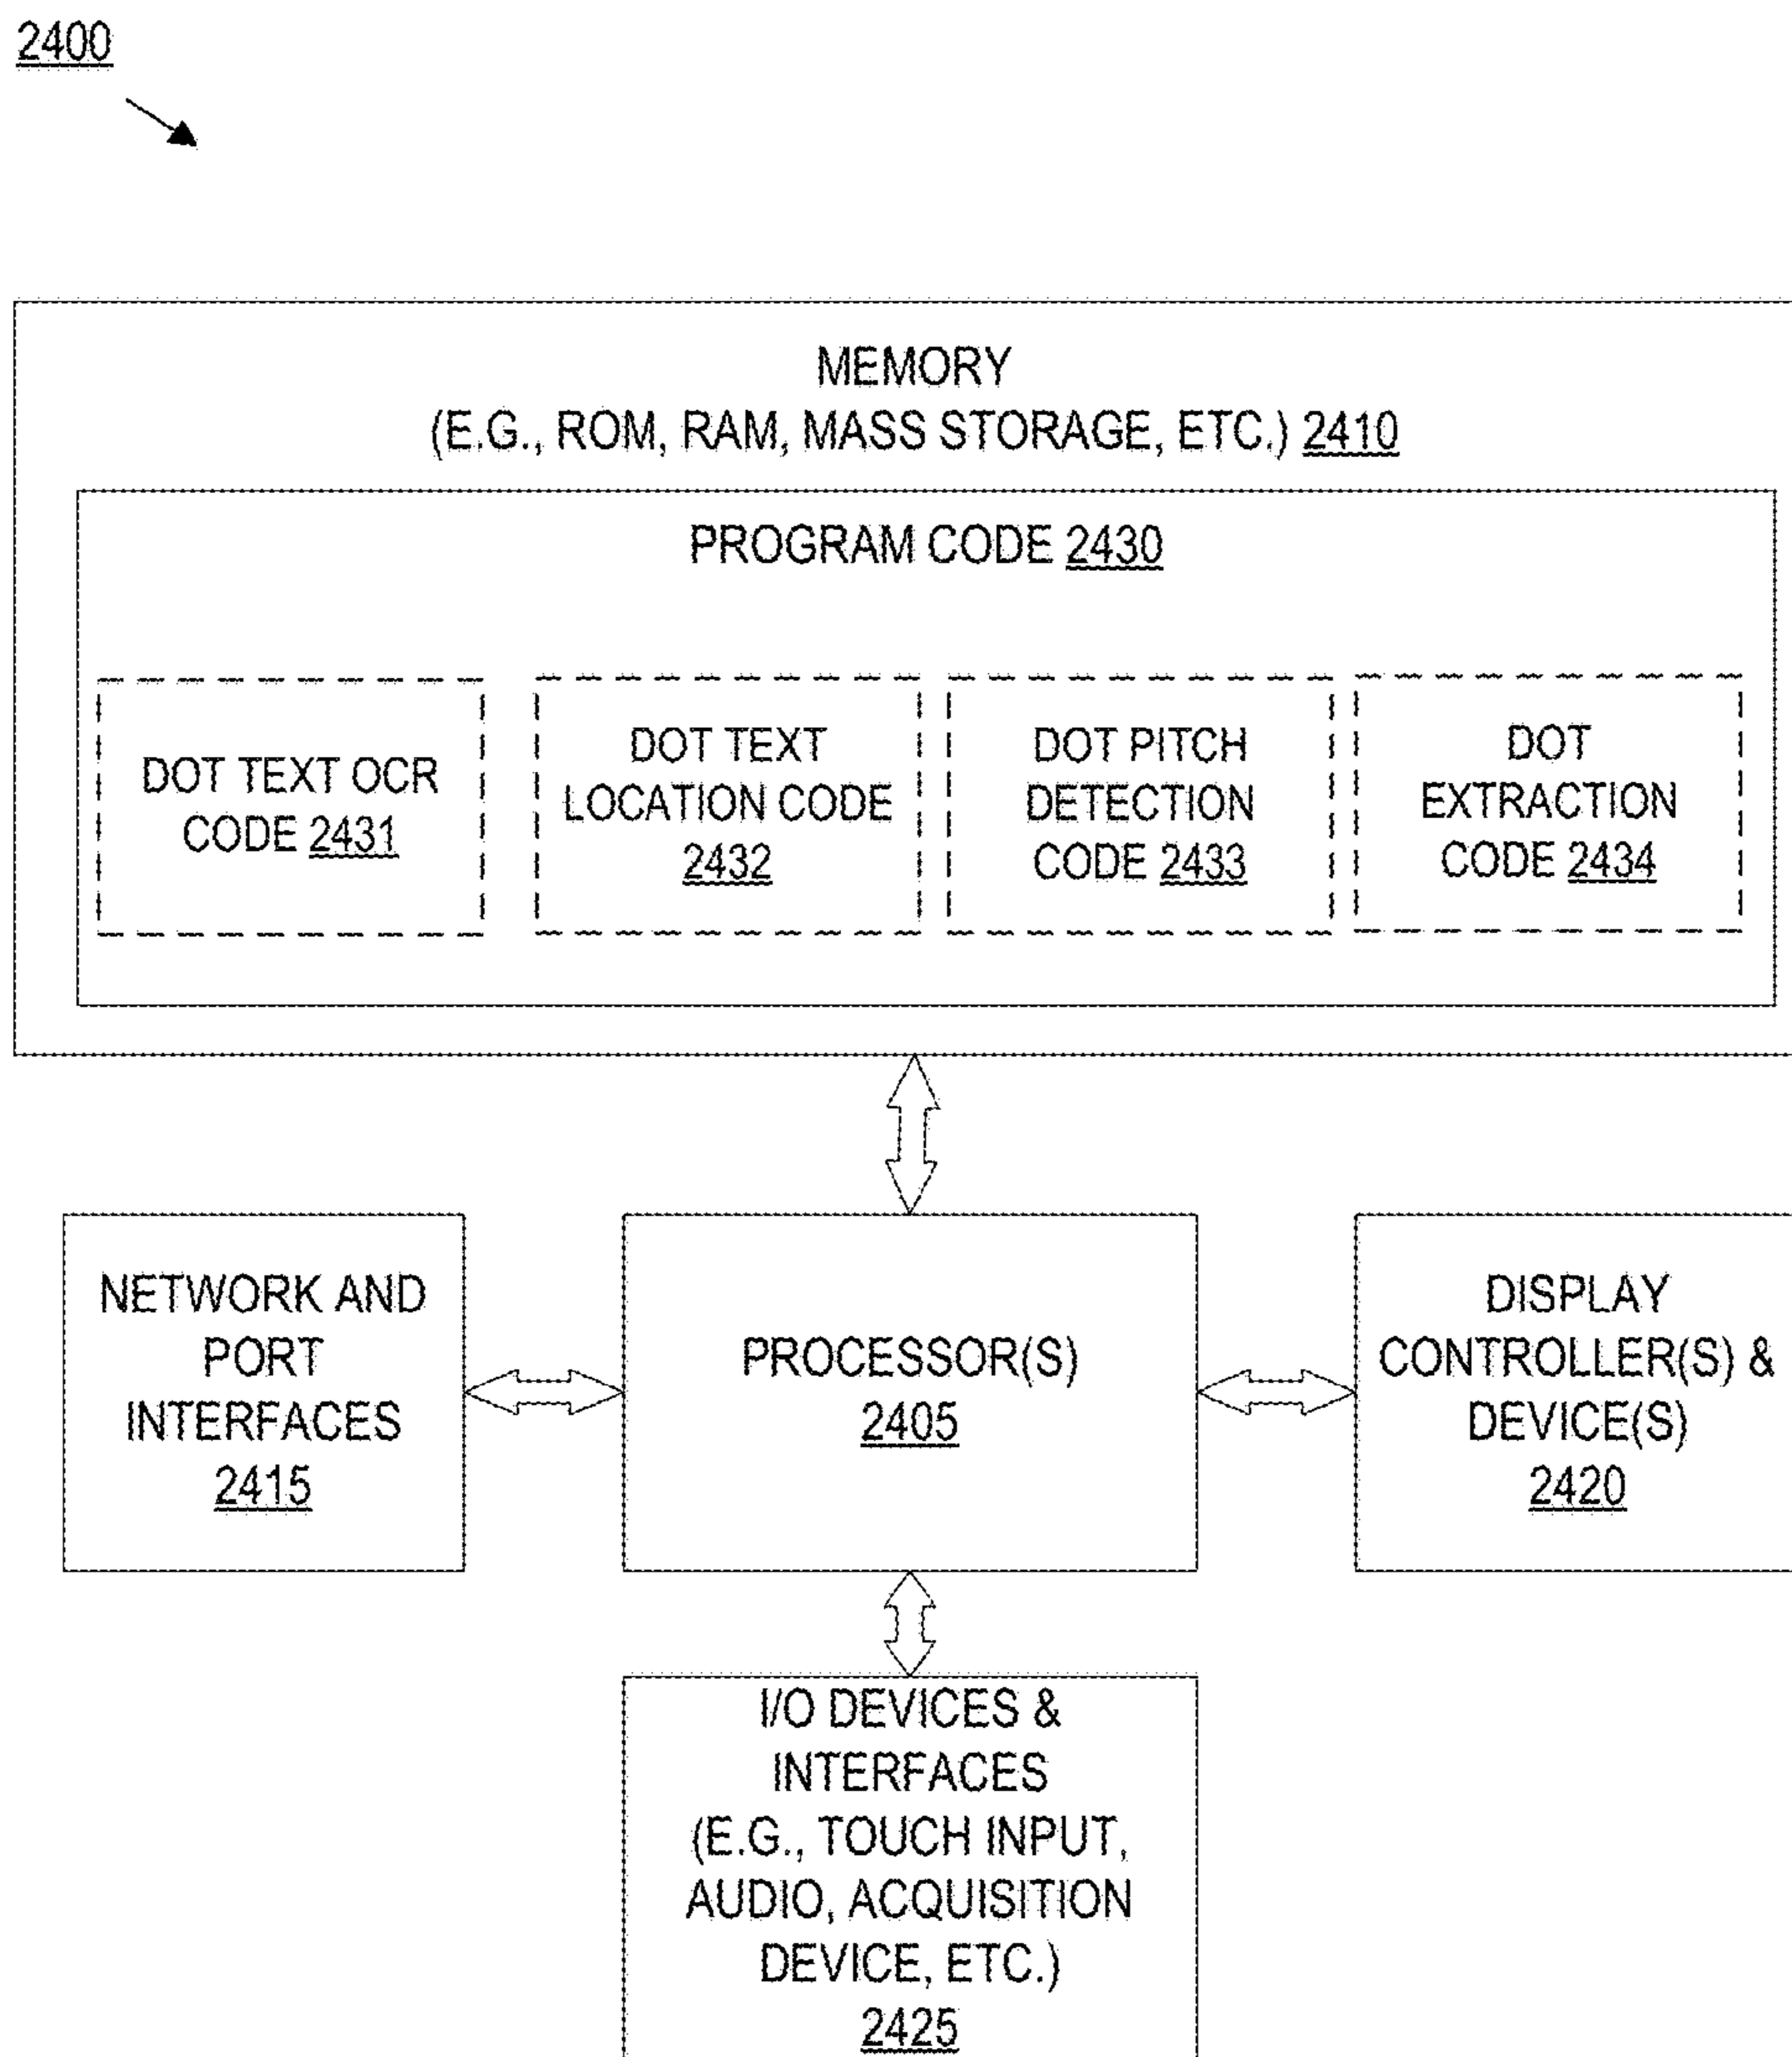 2400
MEMORY
(E.G., ROM, RAM, MASS STORAGE, ETC.) 2410
PROGRAM CODE 2430
DOT TEXT OCR
CODE 2431
DOT TEXT
LOCATION CODE
2432
DOT PITCH
DETECTION
CODE 2433
DOT
EXTRACTION
CODE 2434
NETWORK AND
PORT
INTERFACES
2415
PROCESSOR(S)
2405
DISPLAY
CONTROLLER(S) &
DEVICE(S)
2420
I/O DEVICES &
INTERFACES
(E.G., TOUCH INPUT,
AUDIO, ACQUISITION
DEVICE, ETC.)
2425